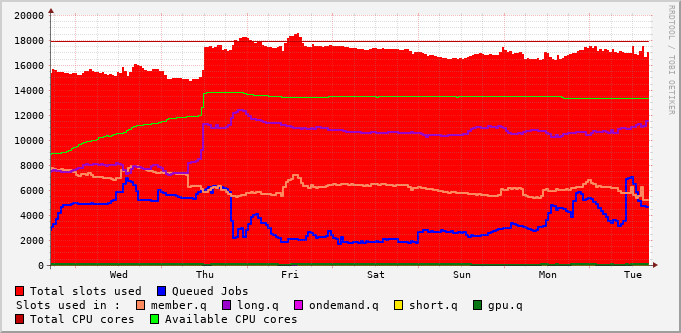 20000
18000
16000
14000
12000
10000
8000
6000
4000
2000
0
Wed Thu Fri Sat Sun Mon Tue
RRDTOOL / TOBI OETIKER
Total slots used Queued Jobs
Slots used in : member.q long.q ondemand.q short.q gpu.q
Total CPU cores Available CPU cores